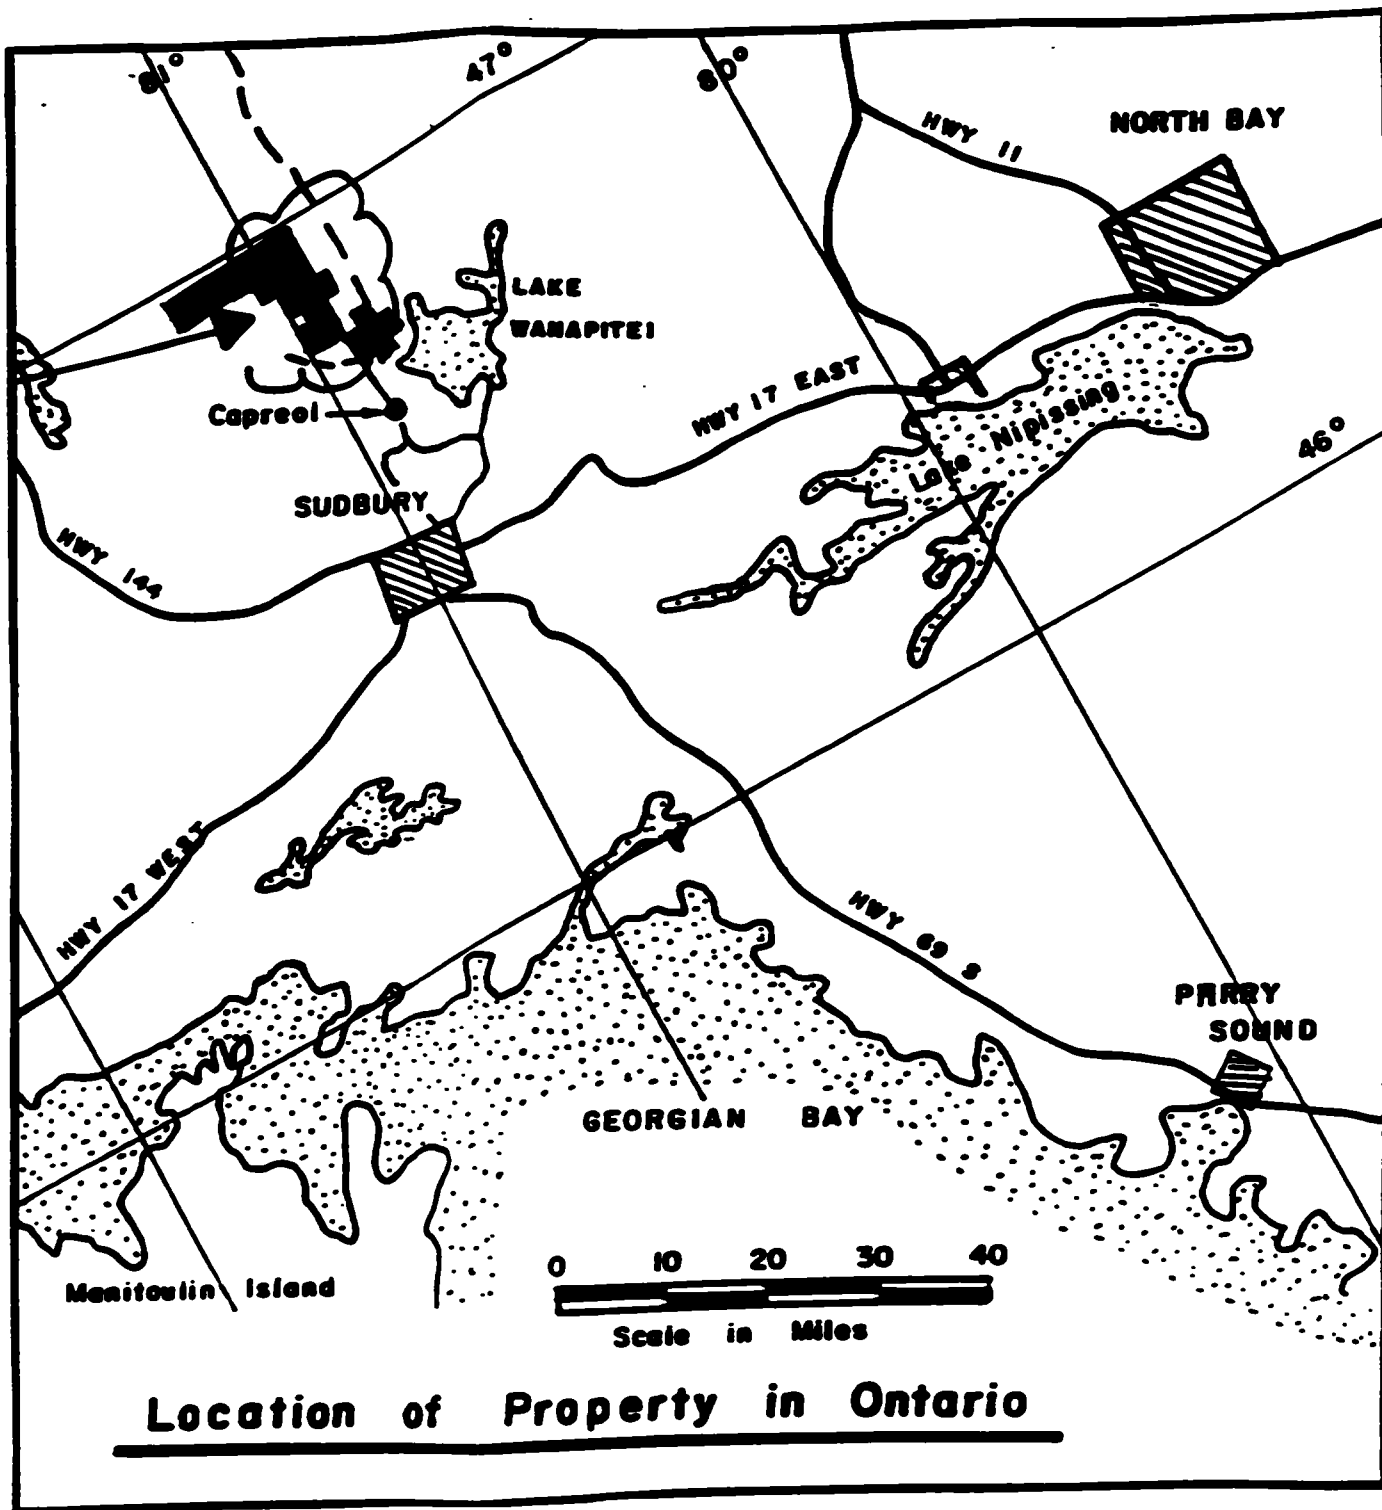 81°
47°
80°
HWY 11
NORTH BAY
LAKE
WANAPITEI
HWY 17 EAST
Capreol
Lake Nipissing
46°
SUDBURY
HWY 144
HWY 17 WEST
HWY 69 S
PARRY
SOUND
GEORGIAN BAY
Manitoulin Island
0 10 20 30 40
Scale in Miles
Location of Property in Ontario